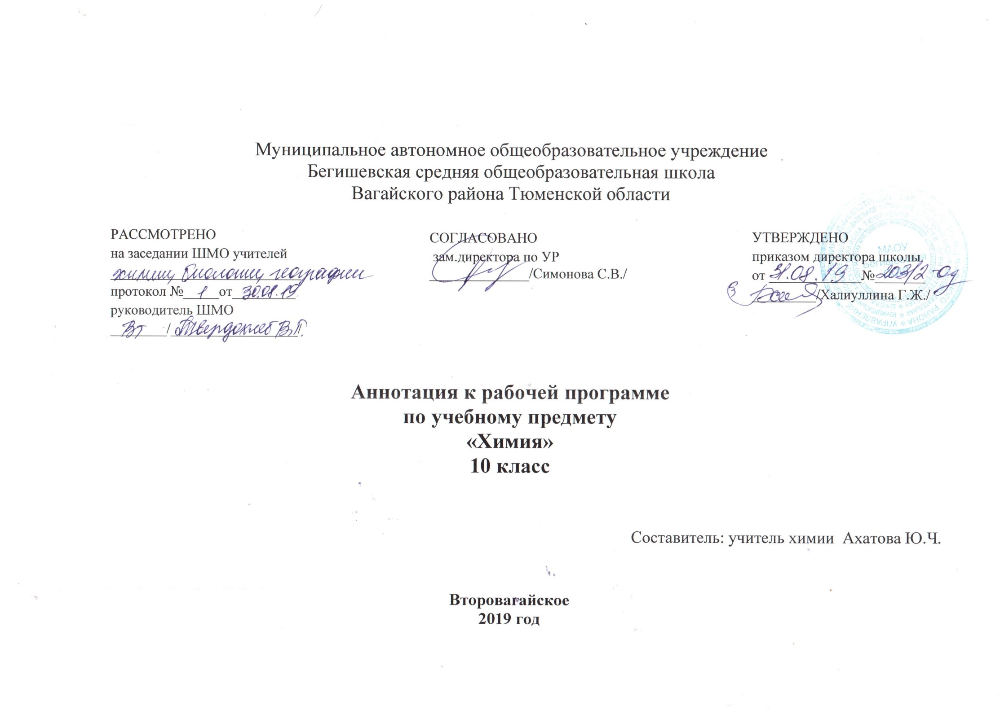 Муниципальное автономное общеобразовательное учреждение
Бегишевская средняя общеобразовательная школа
Вагайского района Тюменской области
РАССМОТРЕНО
на заседании ШМО учителей
химии, биологии, географии
протокол № 1 от 30.08.19
руководитель ШМО
Вт / Твердохлеб В.П.
СОГЛАСОВАНО
зам.директора по УР
/Симонова С.В./
УТВЕРЖДЕНО
приказом директора школы
от 31.08.19 № 203/2-Од
/Халиуллина Г.Ж./
МАОУ
Бегишевская
Аннотация к рабочей программе
по учебному предмету
«Химия»
10 класс
Составитель: учитель химии Ахатова Ю.Ч.
Второвагайское
2019 год